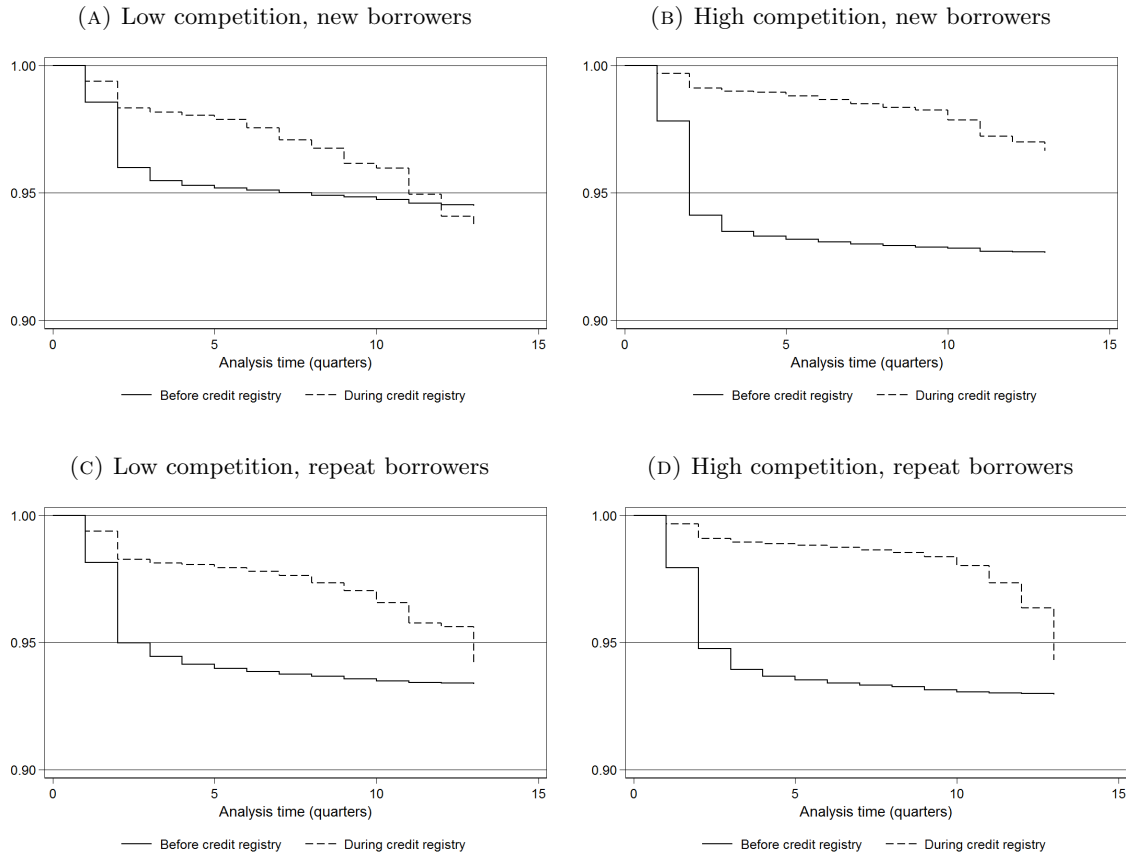 (A) Low competition, new borrowers
1.00
0.95
0.90
0 5 10 15
Analysis time (quarters)
Before credit registry During credit registry
(B) High competition, new borrowers
1.00
0.95
0.90
0 5 10 15
Analysis time (quarters)
Before credit registry During credit registry
(C) Low competition, repeat borrowers
1.00
0.95
0.90
0 5 10 15
Analysis time (quarters)
Before credit registry During credit registry
(D) High competition, repeat borrowers
1.00
0.95
0.90
0 5 10 15
Analysis time (quarters)
Before credit registry During credit registry